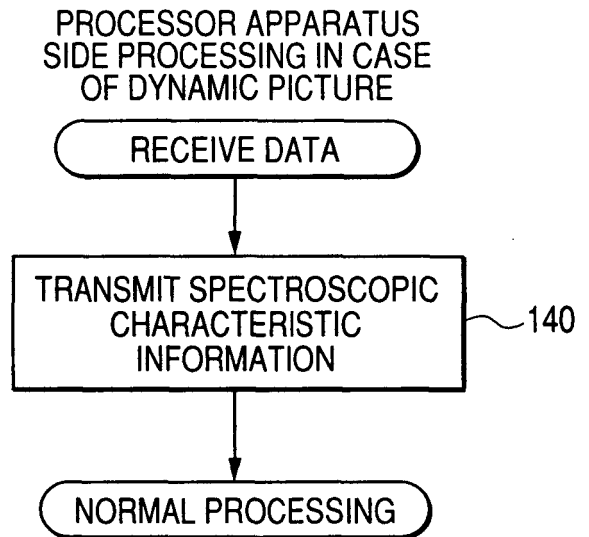 PROCESSOR APPARATUS
SIDE PROCESSING IN CASE
OF DYNAMIC PICTURE
RECEIVE DATA
TRANSMIT SPECTROSCOPIC
CHARACTERISTIC
INFORMATION
140
NORMAL PROCESSING